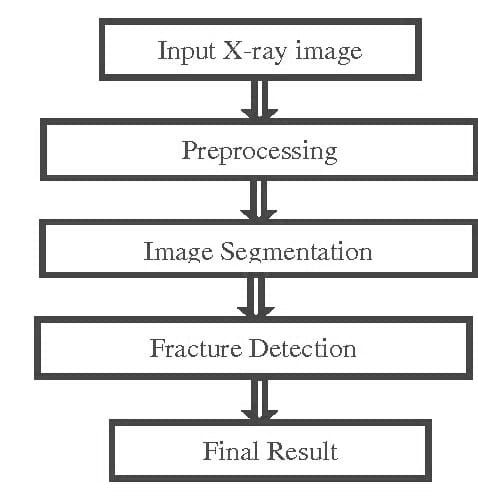 Input X-ray image
Preprocessing
Image Segmentation
Fracture Detection
Final Result